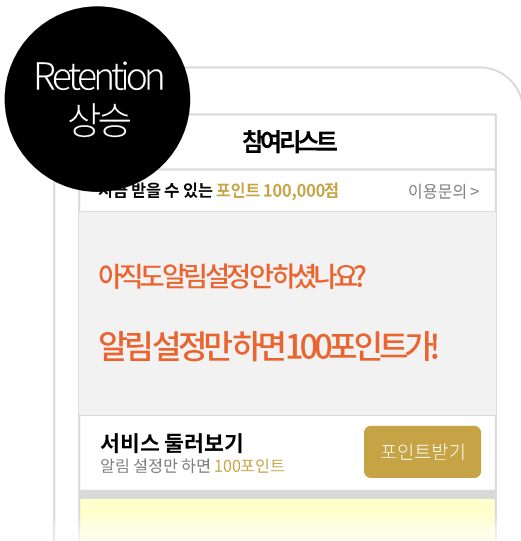 Retention
상승
참여리스트
받을 수 있는 포인트 100,000점
이용문의 >
아직도 알림 설정 안 하셨나요?
알림 설정만 하면 100포인트가!
서비스 둘러보기
알림 설정만 하면 100포인트
포인트받기